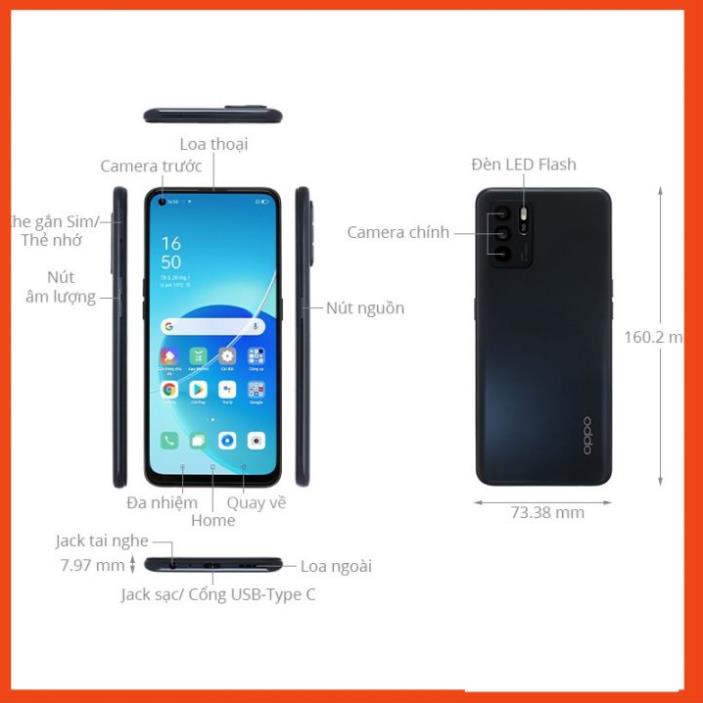 Loa thoại
Camera trước
he gắn Sim/
Thẻ nhớ
Nút
âm lượng
16:50
16
50
Nút nguồn
Đa nhiệm
Quay về
Home
Jack tai nghe
7.97 mm
Loa ngoài
Jack sạc/ Cổng USB-Type C
Đèn LED Flash
Camera chính
160.2 m
oppo
73.38 mm